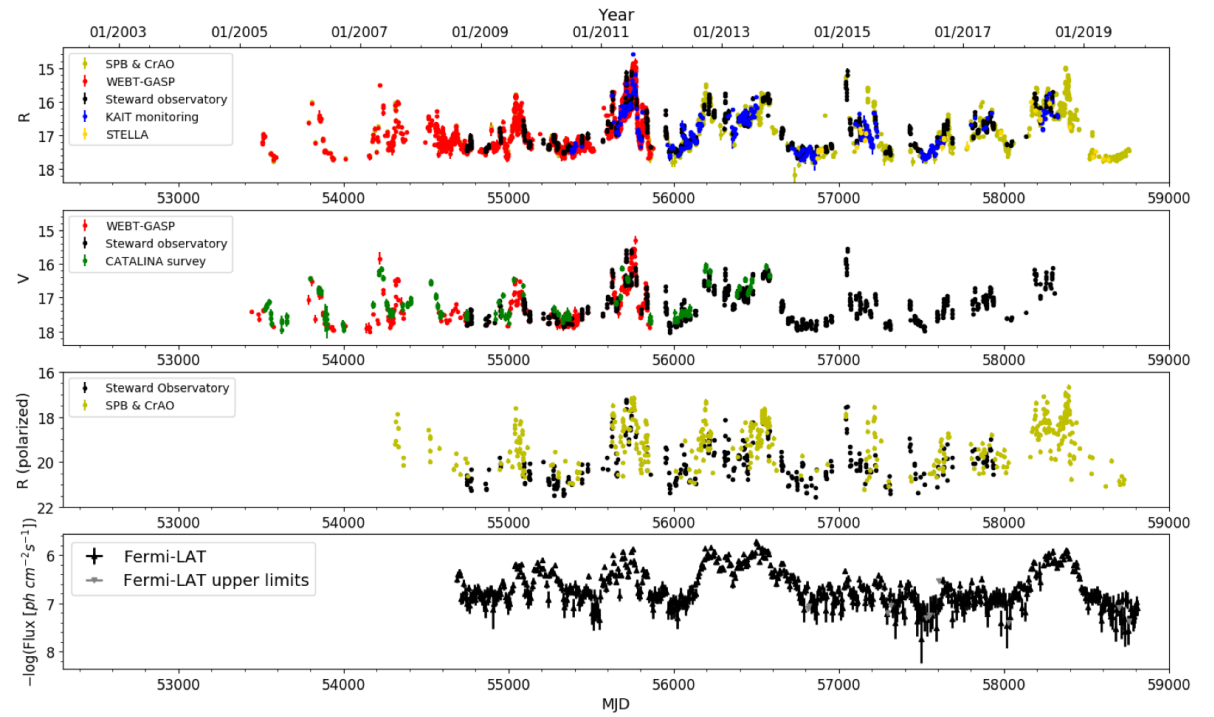 Year
01/2003 01/2005 01/2007 01/2009 01/2011 01/2013 01/2015 01/2017 01/2019
R
15
16
17
18
SPB & CrAO
WEBT-GASP
Steward observatory
KAIT monitoring
STELLA
53000 54000 55000 56000 57000 58000 59000
V
15
16
17
18
WEBT-GASP
Steward observatory
CATALINA survey
53000 54000 55000 56000 57000 58000 59000
R (polarized)
16
18
20
22
Steward Observatory
SPB & CrAO
53000 54000 55000 56000 57000 58000 59000
−log(Flux [ph cm⁻²s⁻¹])
6
7
8
Fermi-LAT
Fermi-LAT upper limits
53000 54000 55000 56000 57000 58000 59000
MJD